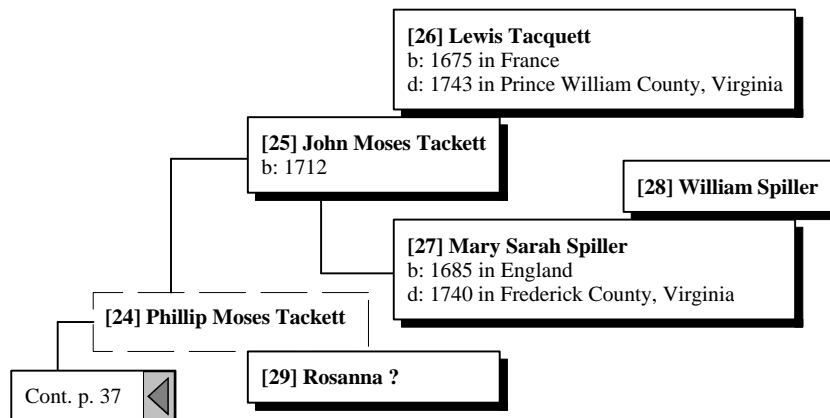 [26] Lewis Tacquett
b: 1675 in France
d: 1743 in Prince William County, Virginia
[25] John Moses Tackett
b: 1712
[28] William Spiller
[27] Mary Sarah Spiller
b: 1685 in England
d: 1740 in Frederick County, Virginia
[24] Phillip Moses Tackett
[29] Rosanna ?
Cont. p. 37